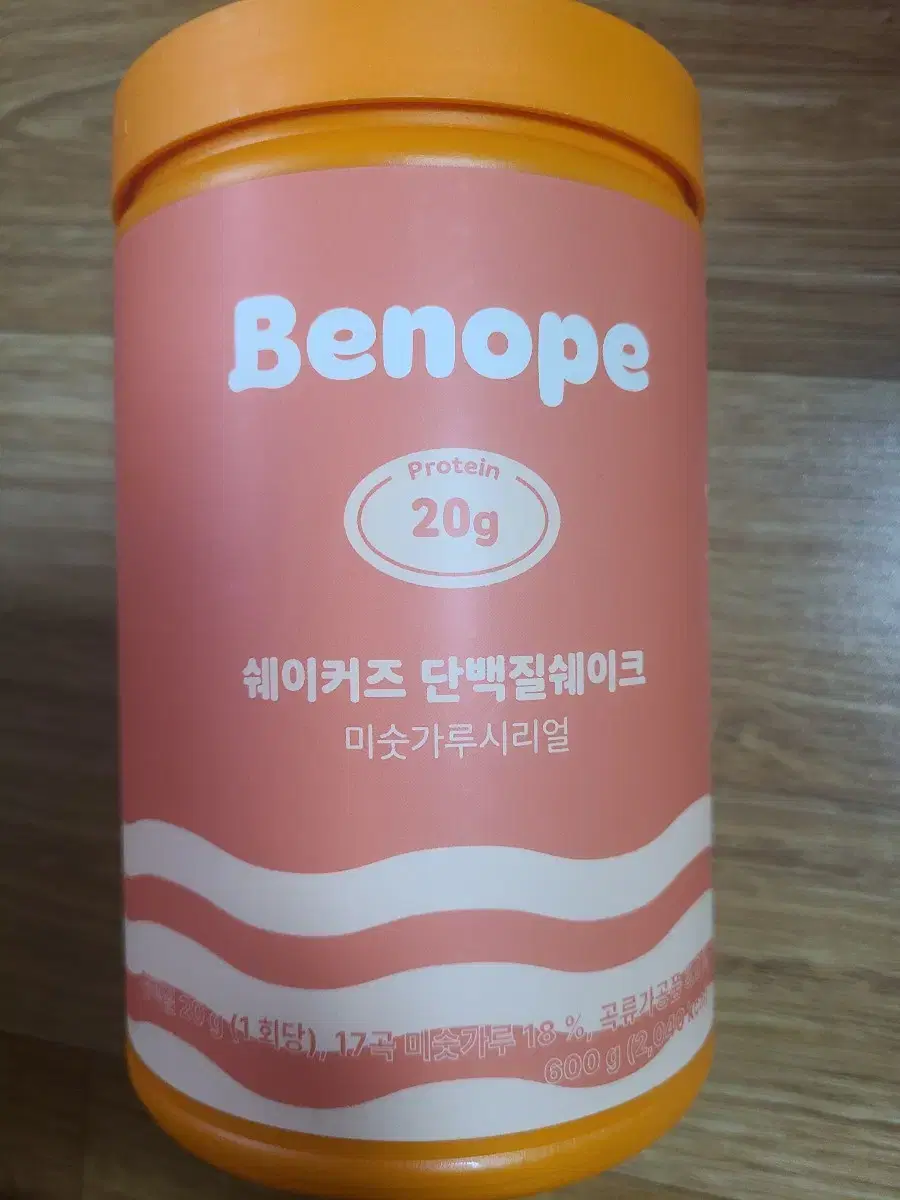 Benope
Protein
20g
쉐이커즈 단백질쉐이크
미숫가루시리얼
20 g (1 회당), 17곡 미숫가루 18 %, 곡류가공품
600 g